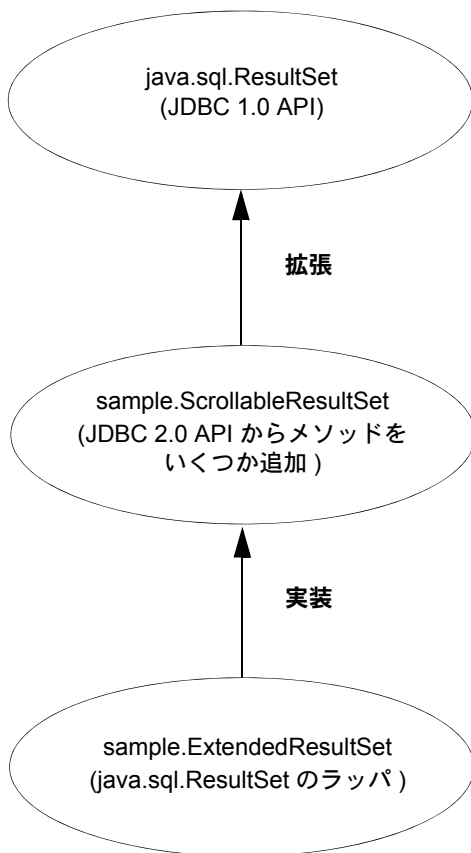 java.sql.ResultSet
(JDBC 1.0 API)
拡張
sample.ScrollableResultSet
(JDBC 2.0 API からメソッドを
いくつか追加 )
実装
sample.ExtendedResultSet
(java.sql.ResultSet のラッパ )